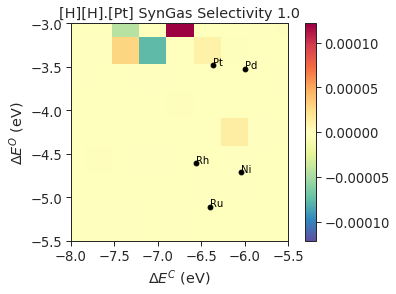 [H][H].[Pt] SynGas Selectivity 1.0
−3.0
−3.5
−4.0
−4.5
−5.0
−5.5
ΔE^O (eV)
Pt
Pd
Rh
Ni
Ru
−8.0 −7.5 −7.0 −6.5 −6.0 −5.5
ΔE^C (eV)
0.00010
0.00005
0.00000
−0.00005
−0.00010